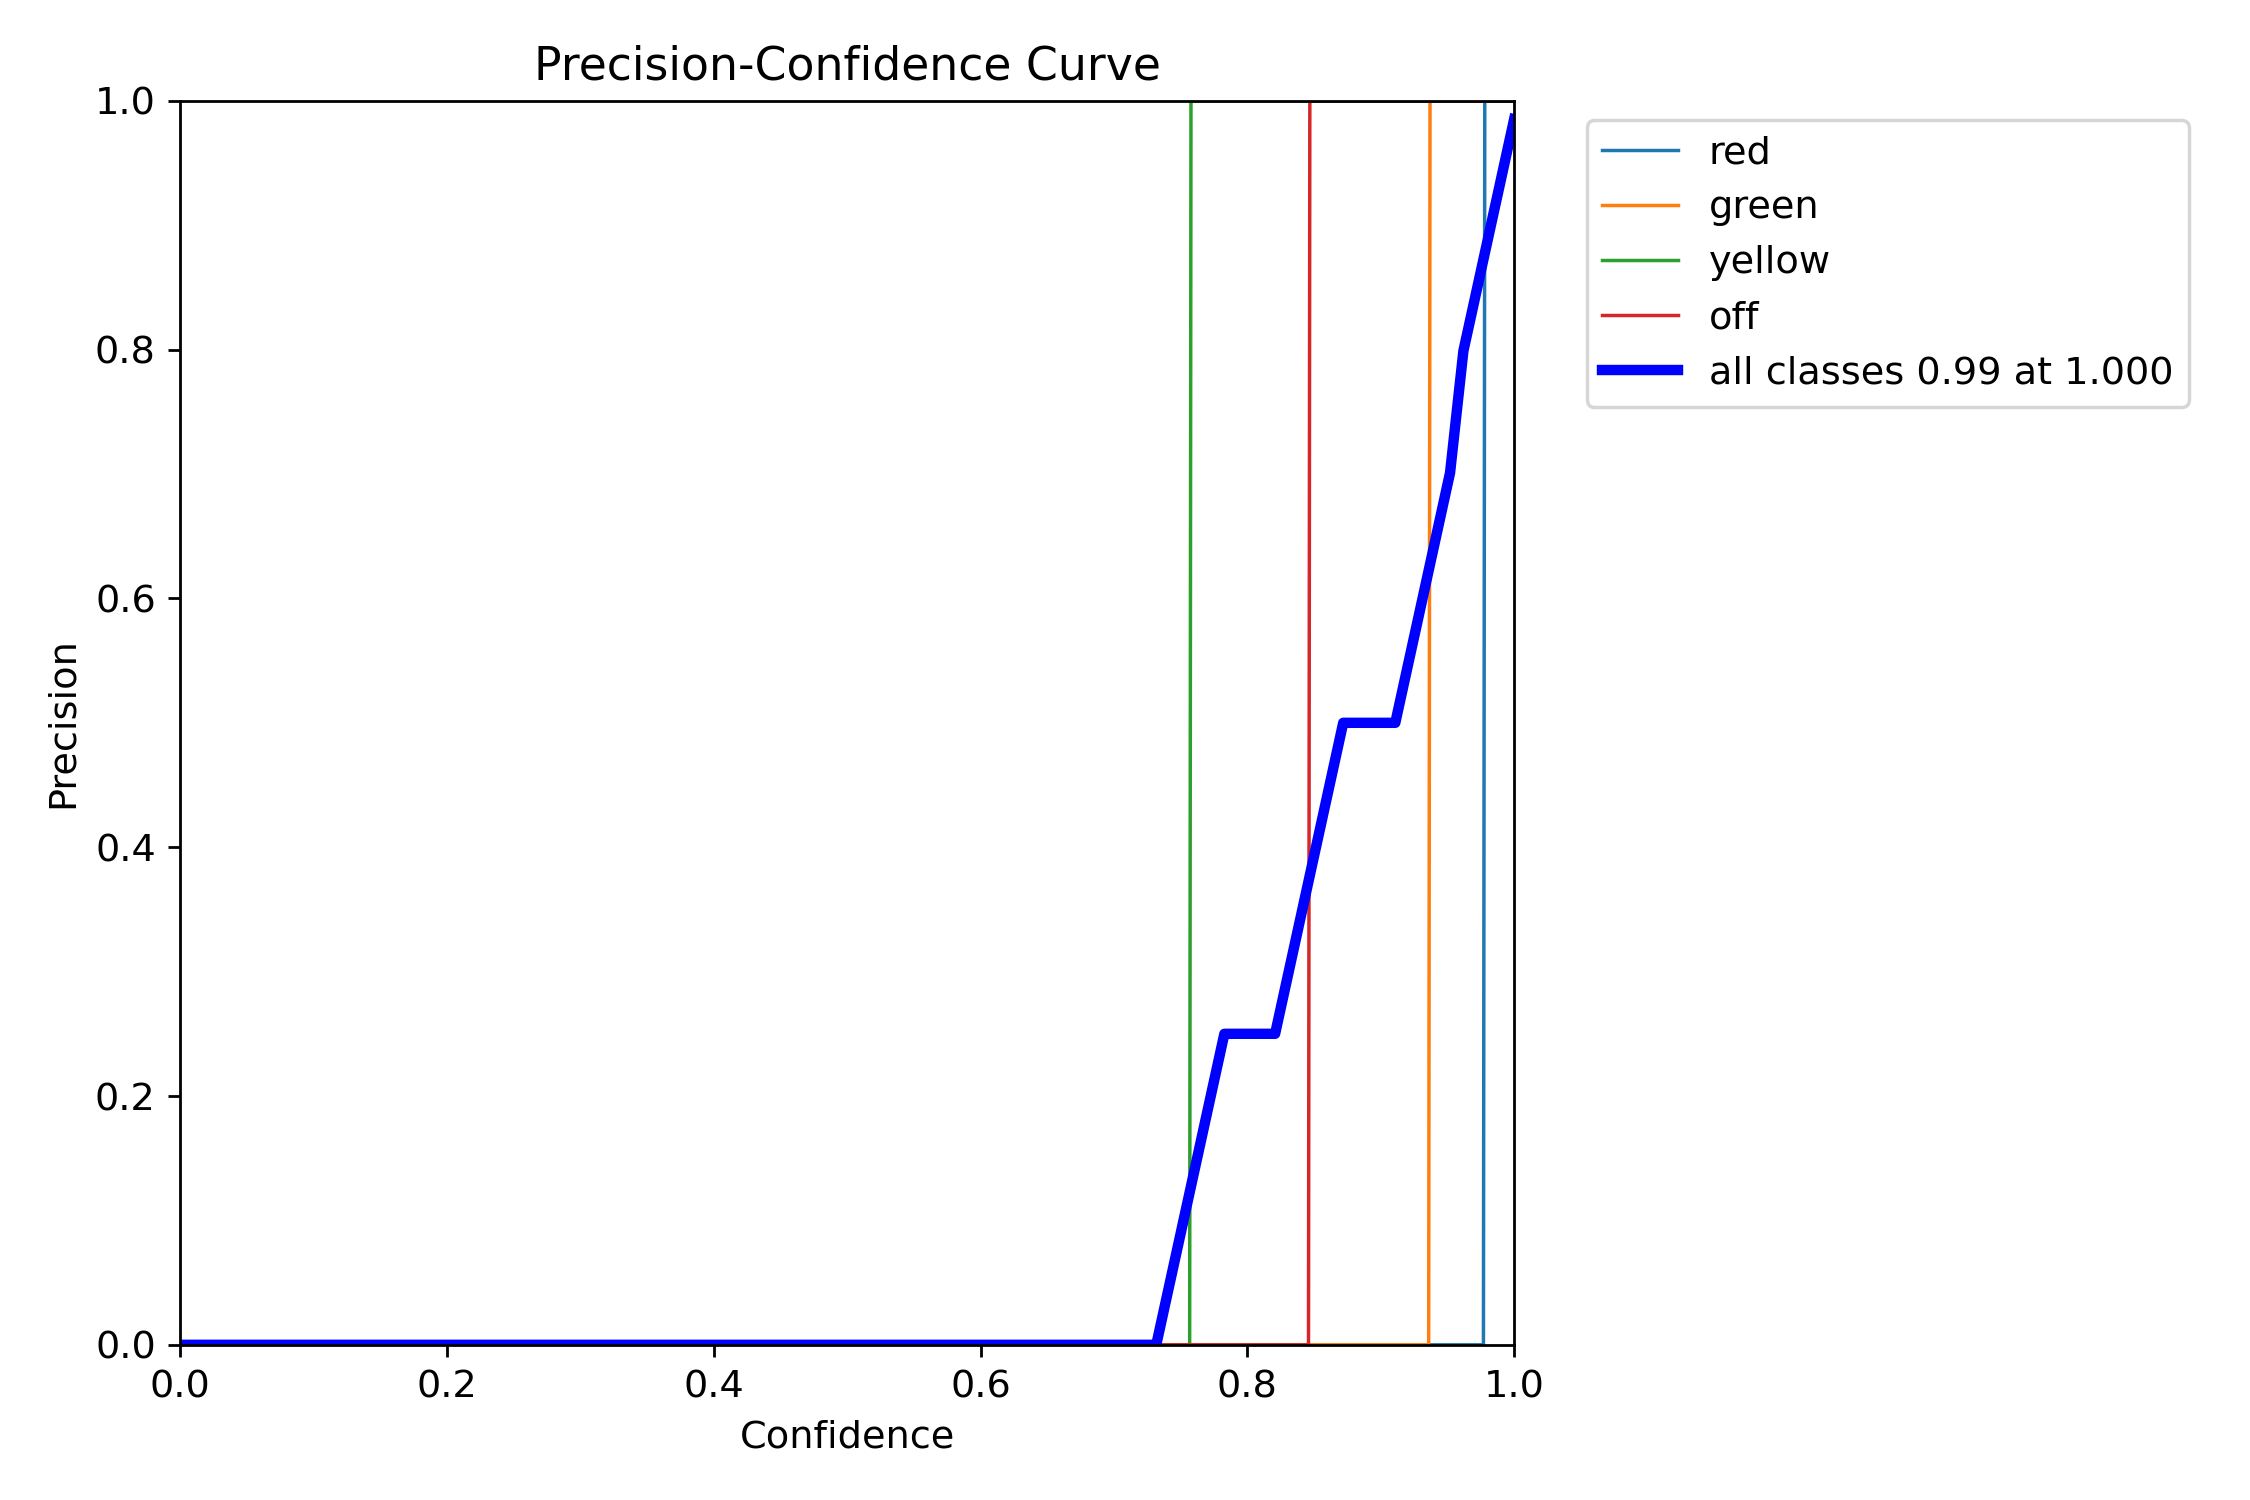 Precision-Confidence Curve
1.0
0.8
0.6
0.4
0.2
0.0
Precision
0.0 0.2 0.4 0.6 0.8 1.0
Confidence
red
green
yellow
off
all classes 0.99 at 1.000